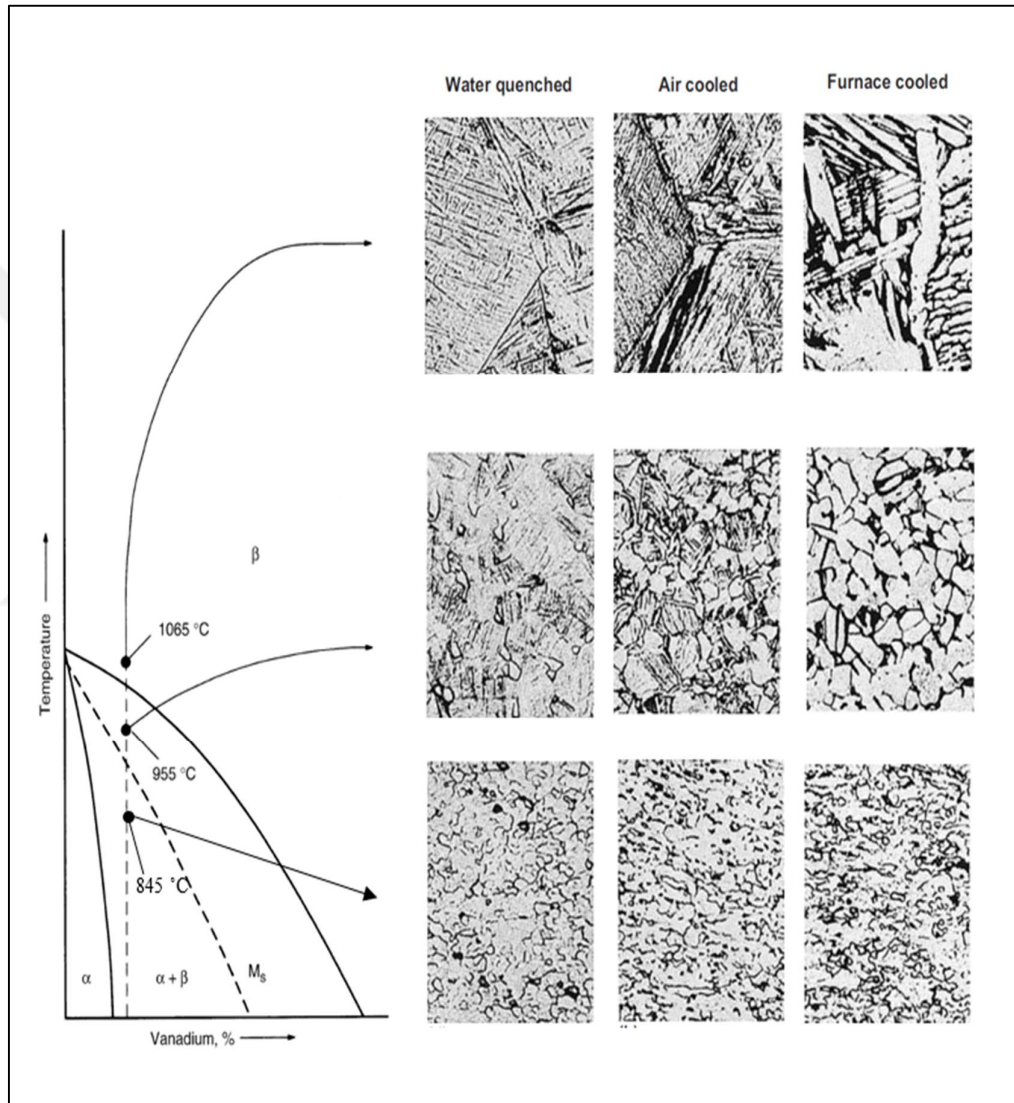 Water quenched Air cooled Furnace cooled
β
1065 °C
Temperature
955 °C
845 °C
α α + β Ms
Vanadium, %